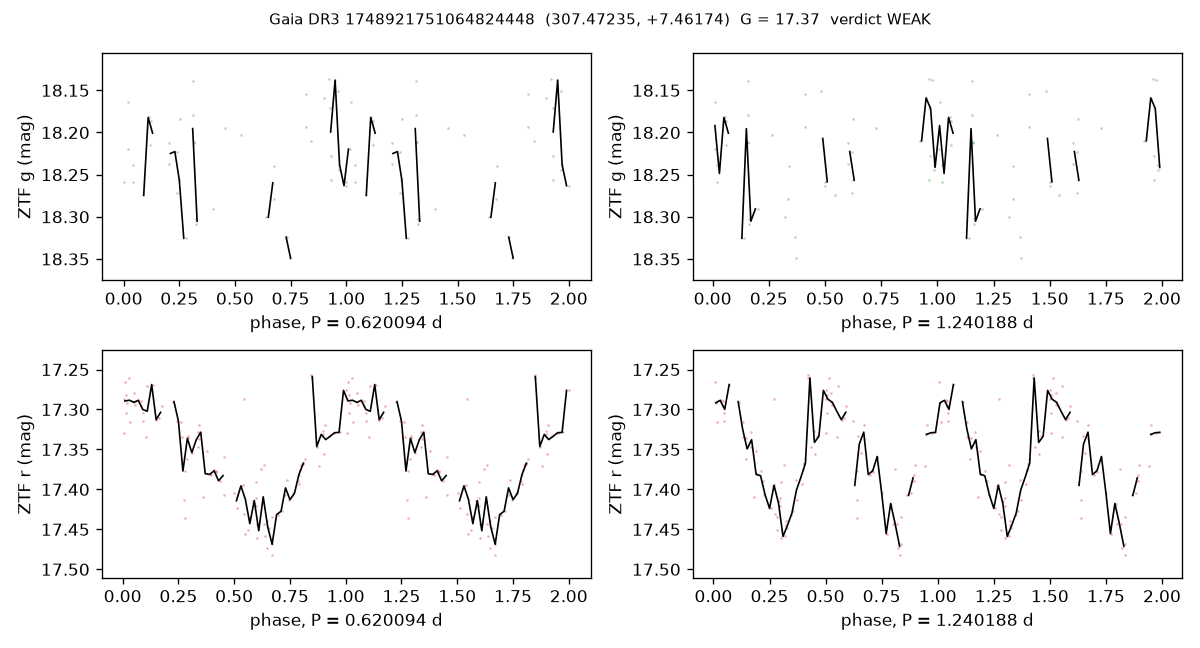 Gaia DR3 1748921751064824448  (307.47235, +7.46174)  G = 17.37  verdict WEAK
ZTF g (mag)
18.15
18.20
18.25
18.30
18.35
0.00 0.25 0.50 0.75 1.00 1.25 1.50 1.75 2.00
phase, P = 0.620094 d
ZTF g (mag)
18.15
18.20
18.25
18.30
18.35
0.00 0.25 0.50 0.75 1.00 1.25 1.50 1.75 2.00
phase, P = 1.240188 d
ZTF r (mag)
17.25
17.30
17.35
17.40
17.45
17.50
0.00 0.25 0.50 0.75 1.00 1.25 1.50 1.75 2.00
phase, P = 0.620094 d
ZTF r (mag)
17.25
17.30
17.35
17.40
17.45
17.50
0.00 0.25 0.50 0.75 1.00 1.25 1.50 1.75 2.00
phase, P = 1.240188 d